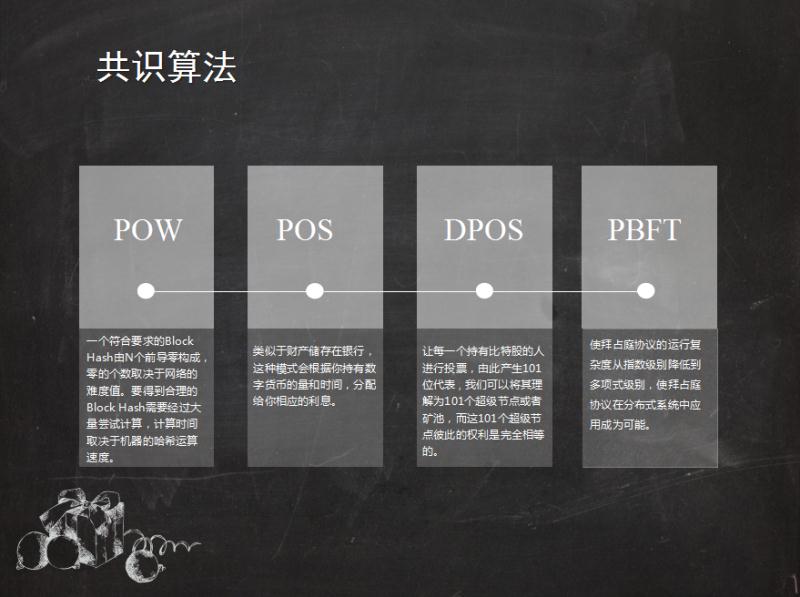 共识算法
POW
POS
DPOS
PBFT
一个符合要求的Block
Hash由N个前导零构成，
零的个数取决于网络的
难度值。要得到合理的
Block Hash需要经过大
量尝试计算，计算时间
取决于机器的哈希运算
速度。
类似于财产储存在银行，
这种模式会根据你持有数
字货币的量和时间，分配
给你相应的利息。
让每一个持有比特股的人
进行投票，由此产生101
位代表，我们可以将其理
解为101个超级节点或者
矿池，而这101个超级节
点彼此的权利是完全相等
的。
使拜占庭协议的运行复
杂度从指数级别降低到
多项式级别，使拜占庭
协议在分布式系统中应
用成为可能。